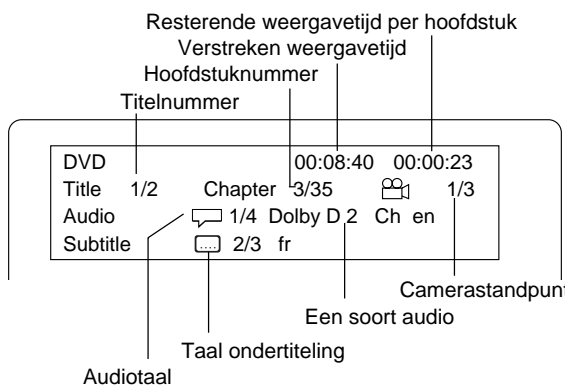 Resterende weergavetijd per hoofdstuk
Verstreken weergavetijd
Hoofdstuknummer
Titelnummer
DVD 00:08:40 00:00:23
Title 1/2 Chapter 3/35 1/3
Audio 1/4 Dolby D 2 Ch en
Subtitle .... 2/3 fr
Camerastandpunt
Een soort audio
Taal ondertiteling
Audiotaal